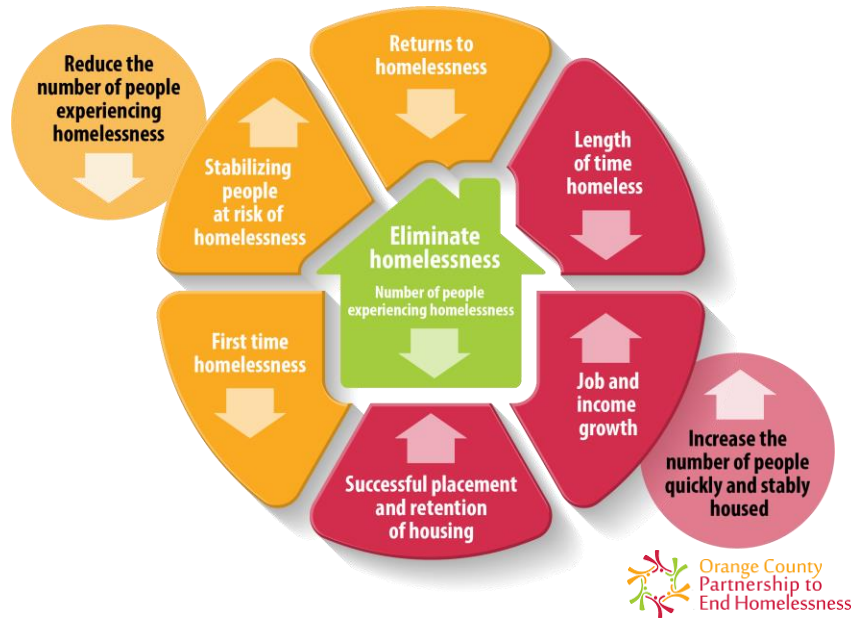 Reduce the
number of people
experiencing
homelessness
Returns to
homelessness
Stabilizing
people
at risk of
homelessness
Length
of time
homeless
Eliminate
homelessness
Number of people
experiencing homelessness
First time
homelessness
Job and
income
growth
Successful placement
and retention
of housing
Increase the
number of people
quickly and stably
housed
Orange County
Partnership to
End Homelessness